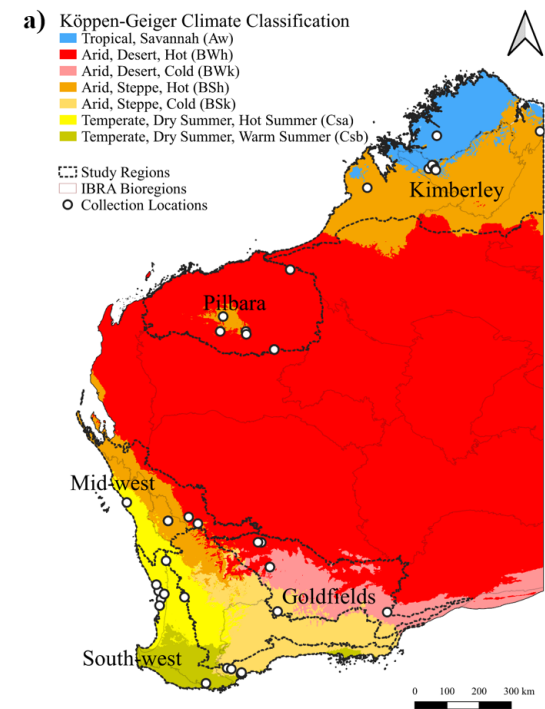 a)
Köppen-Geiger Climate Classification
Tropical, Savannah (Aw)
Arid, Desert, Hot (BWh)
Arid, Desert, Cold (BWk)
Arid, Steppe, Hot (BSh)
Arid, Steppe, Cold (BSk)
Temperate, Dry Summer, Hot Summer (Csa)
Temperate, Dry Summer, Warm Summer (Csb)
Study Regions
IBRA Bioregions
Collection Locations
Kimberley
Pilbara
Mid-west
Goldfields
South-west
0 100 200 300 km